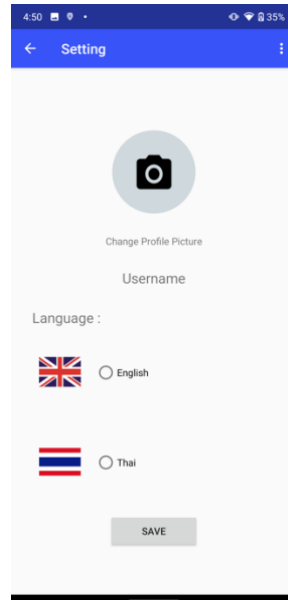 4:50
35%
Setting
Change Profile Picture
Username
Language :
English
Thai
SAVE